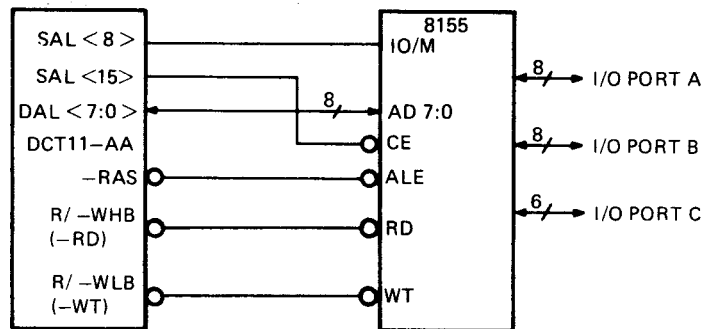 SAL <8>
SAL <15>
DAL <7:0>
DCT11-AA
-RAS
R/ -WHB
(-RD)
R/ -WLB
(-WT)
8
8155
IO/M
AD 7:0
CE
ALE
RD
WT
8
I/O PORT A
8
I/O PORT B
6
I/O PORT C